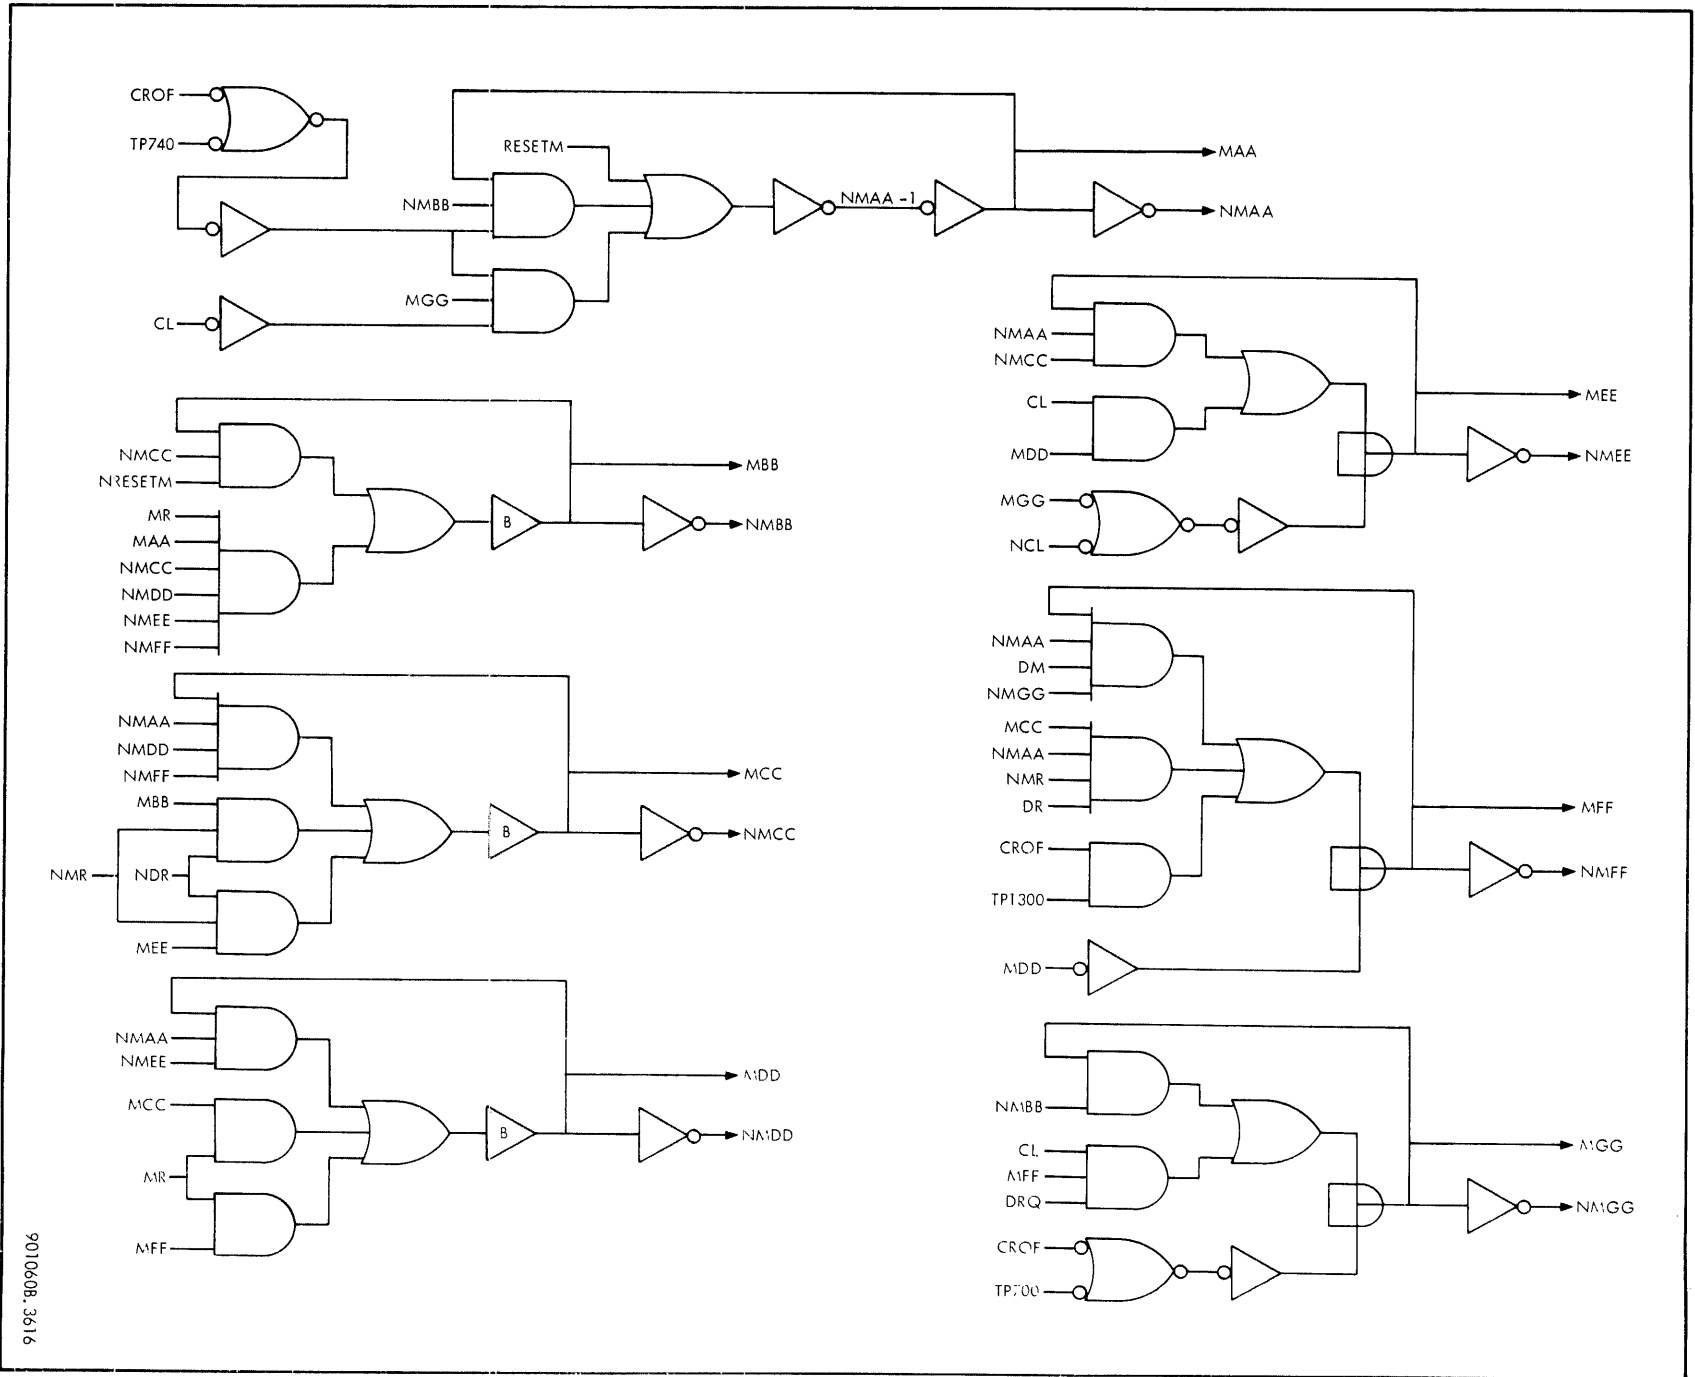 CROF
TP740
RESETM
NMBB
MGG
CL
NMAA -1
MAA
NMAA
NMCC
NRESETM
MR
MAA
NMCC
NMDD
NMEE
NMFF
B
MBB
NMBB
NMAA
NMDD
NMFF
MBB
NMR
NDR
MEE
B
MCC
NMCC
NMAA
NMEE
MCC
MR
MFF
B
MDD
NMDD
NMAA
NMCC
CL
MDD
MGG
NCL
MEE
NMEE
NMAA
DM
NMGG
MCC
NMAA
NMR
DR
CROF
TP1300
MDD
MFF
NMFF
NMBB
CL
MFF
DRQ
CROF
TP700
MGG
NMGG
901060B. 3616